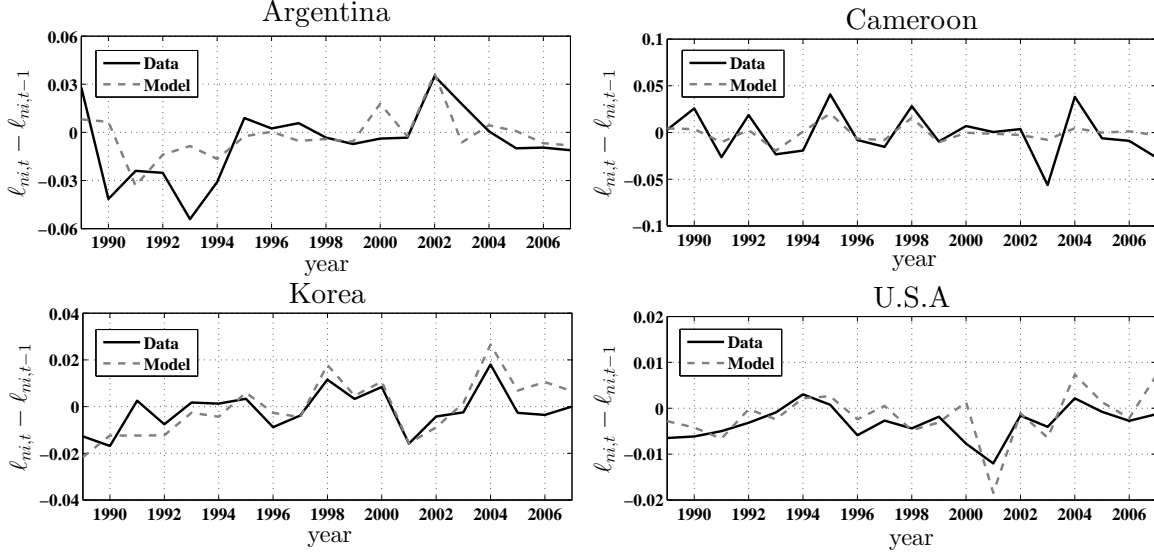 Argentina
0.06
0.03
0
−0.03
−0.06
ℓni,t − ℓni,t−1
Data
Model
1990 1992 1994 1996 1998 2000 2002 2004 2006
year
Cameroon
0.1
0.05
0
−0.05
−0.1
ℓni,t − ℓni,t−1
Data
Model
1990 1992 1994 1996 1998 2000 2002 2004 2006
year
Korea
0.04
0.02
0
−0.02
−0.04
ℓni,t − ℓni,t−1
Data
Model
1990 1992 1994 1996 1998 2000 2002 2004 2006
year
U.S.A
0.02
0.01
0
−0.01
−0.02
ℓni,t − ℓni,t−1
Data
Model
1990 1992 1994 1996 1998 2000 2002 2004 2006
year